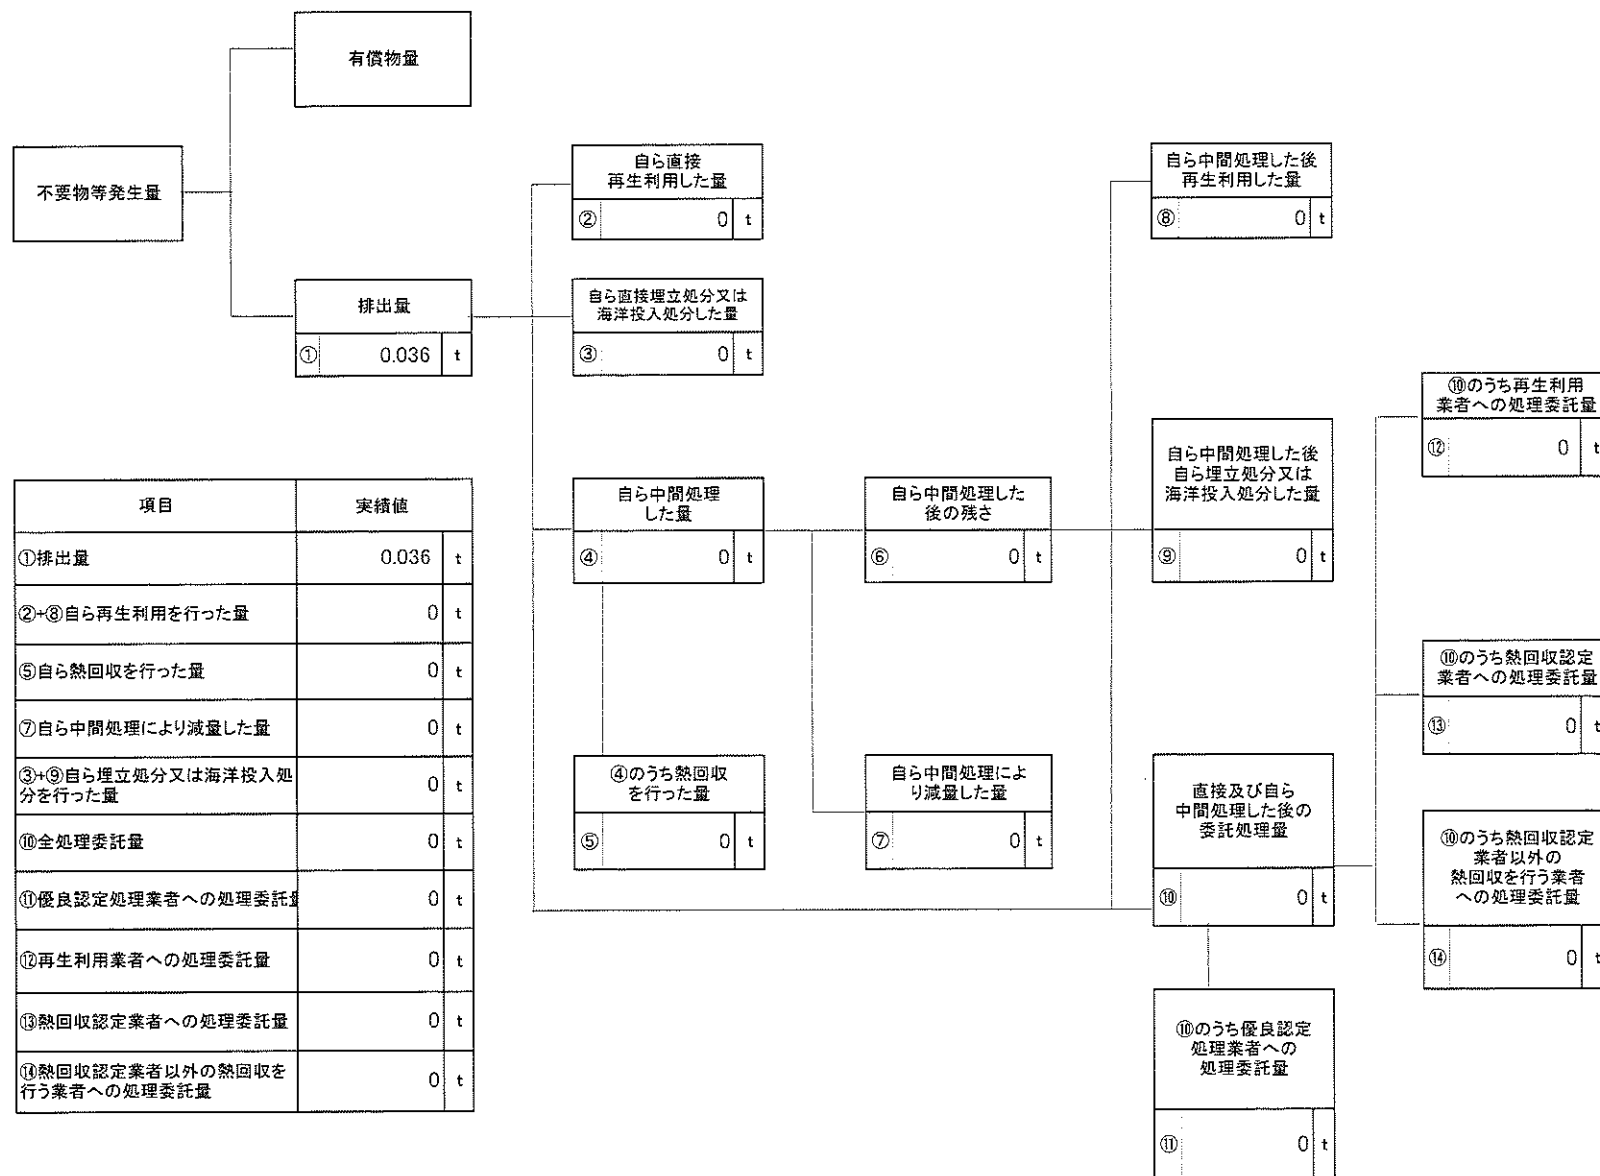 有償物量
不要物等発生量
排出量
① 0.036 t
自ら直接
再生利用した量
② 0 t
自ら直接埋立処分又は
海洋投入処分した量
③ 0 t
自ら中間処理
した量
④ 0 t
④のうち熱回収
を行った量
⑤ 0 t
自ら中間処理した
後の残さ
⑥ 0 t
自ら中間処理によ
り減量した量
⑦ 0 t
自ら中間処理した後
再生利用した量
⑧ 0 t
自ら中間処理した後
自ら埋立処分又は
海洋投入処分した量
⑨ 0 t
直接及び自ら
中間処理した後の
委託処理量
⑩ 0 t
⑩のうち優良認定
処理業者への
処理委託量
⑪ 0 t
⑩のうち再生利用
業者への処理委託量
⑫ 0 t
⑩のうち熱回収認定
業者への処理委託量
⑬ 0 t
⑩のうち熱回収認定
業者以外の
熱回収を行う業者
への処理委託量
⑭ 0 t
項目 実績値
①排出量 0.036 t
②+⑧自ら再生利用を行った量 0 t
⑤自ら熱回収を行った量 0 t
⑦自ら中間処理により減量した量 0 t
③+⑨自ら埋立処分又は海洋投入処
分を行った量 0 t
⑩全処理委託量 0 t
⑪優良認定処理業者への処理委託量 0 t
⑫再生利用業者への処理委託量 0 t
⑬熱回収認定業者への処理委託量 0 t
⑭熱回収認定業者以外の熱回収を
行う業者への処理委託量 0 t